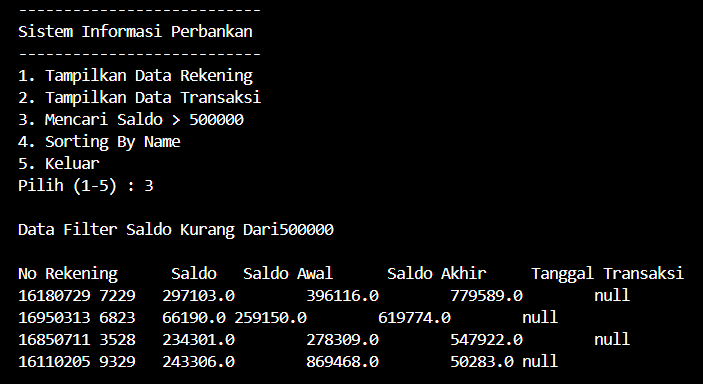 ---------------------------
Sistem Informasi Perbankan
---------------------------
1. Tampilkan Data Rekening
2. Tampilkan Data Transaksi
3. Mencari Saldo > 500000
4. Sorting By Name
5. Keluar
Pilih (1-5) : 3
Data Filter Saldo Kurang Dari500000
No Rekening Saldo Saldo Awal Saldo Akhir Tanggal Transaksi
16180729 7229 297103.0 396116.0 779589.0 null
16950313 6823 66190.0 259150.0 619774.0 null
16850711 3528 234301.0 278309.0 547922.0 null
16110205 9329 243306.0 869468.0 50283.0 null